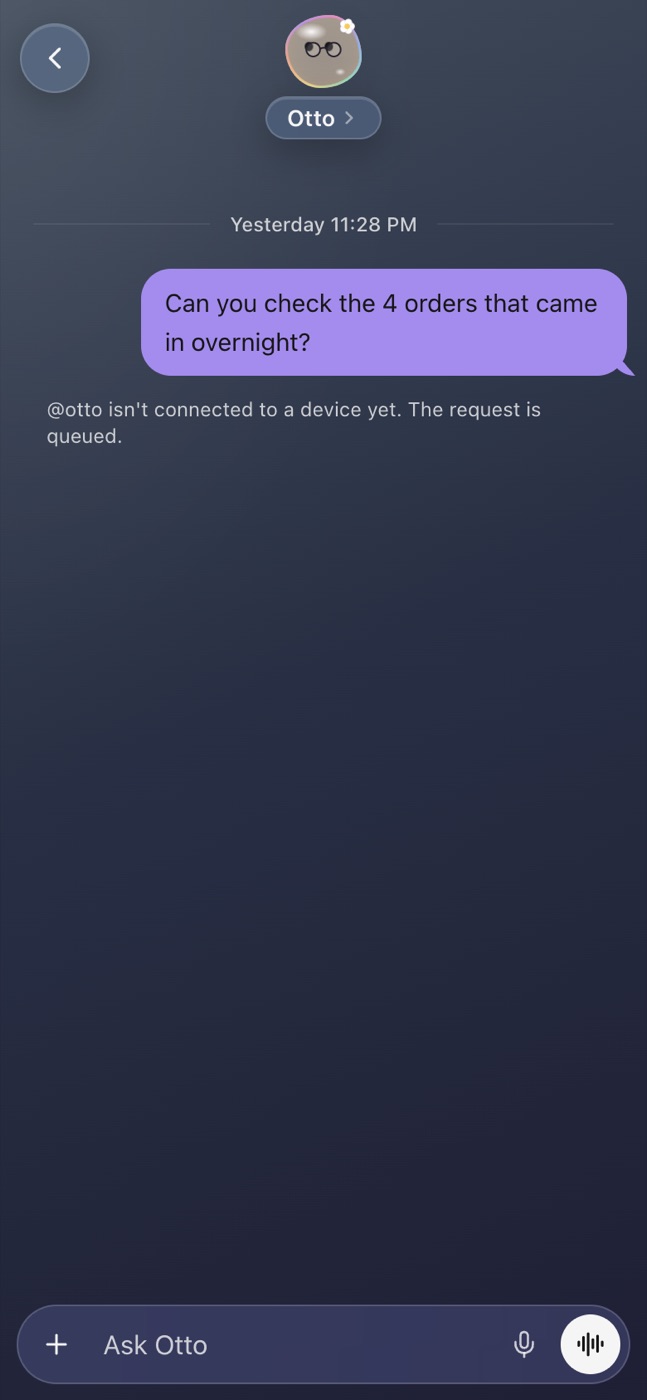 Otto
Yesterday 11:28 PM
Can you check the 4 orders that came
in overnight?
@otto isn't connected to a device yet. The request is
queued.
Ask Otto